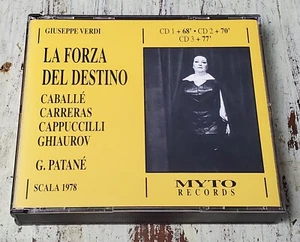 GIUSEPPE VERDI
LA FORZA
DEL DESTINO
CABALLÉ
CARRERAS
CAPPUCCILLI
GHIAUROV
G. PATANÉ
SCALA 1978
CD 1 + 68' • CD 2 + 70'
CD 3 + 77'
MYTO
RECORDS